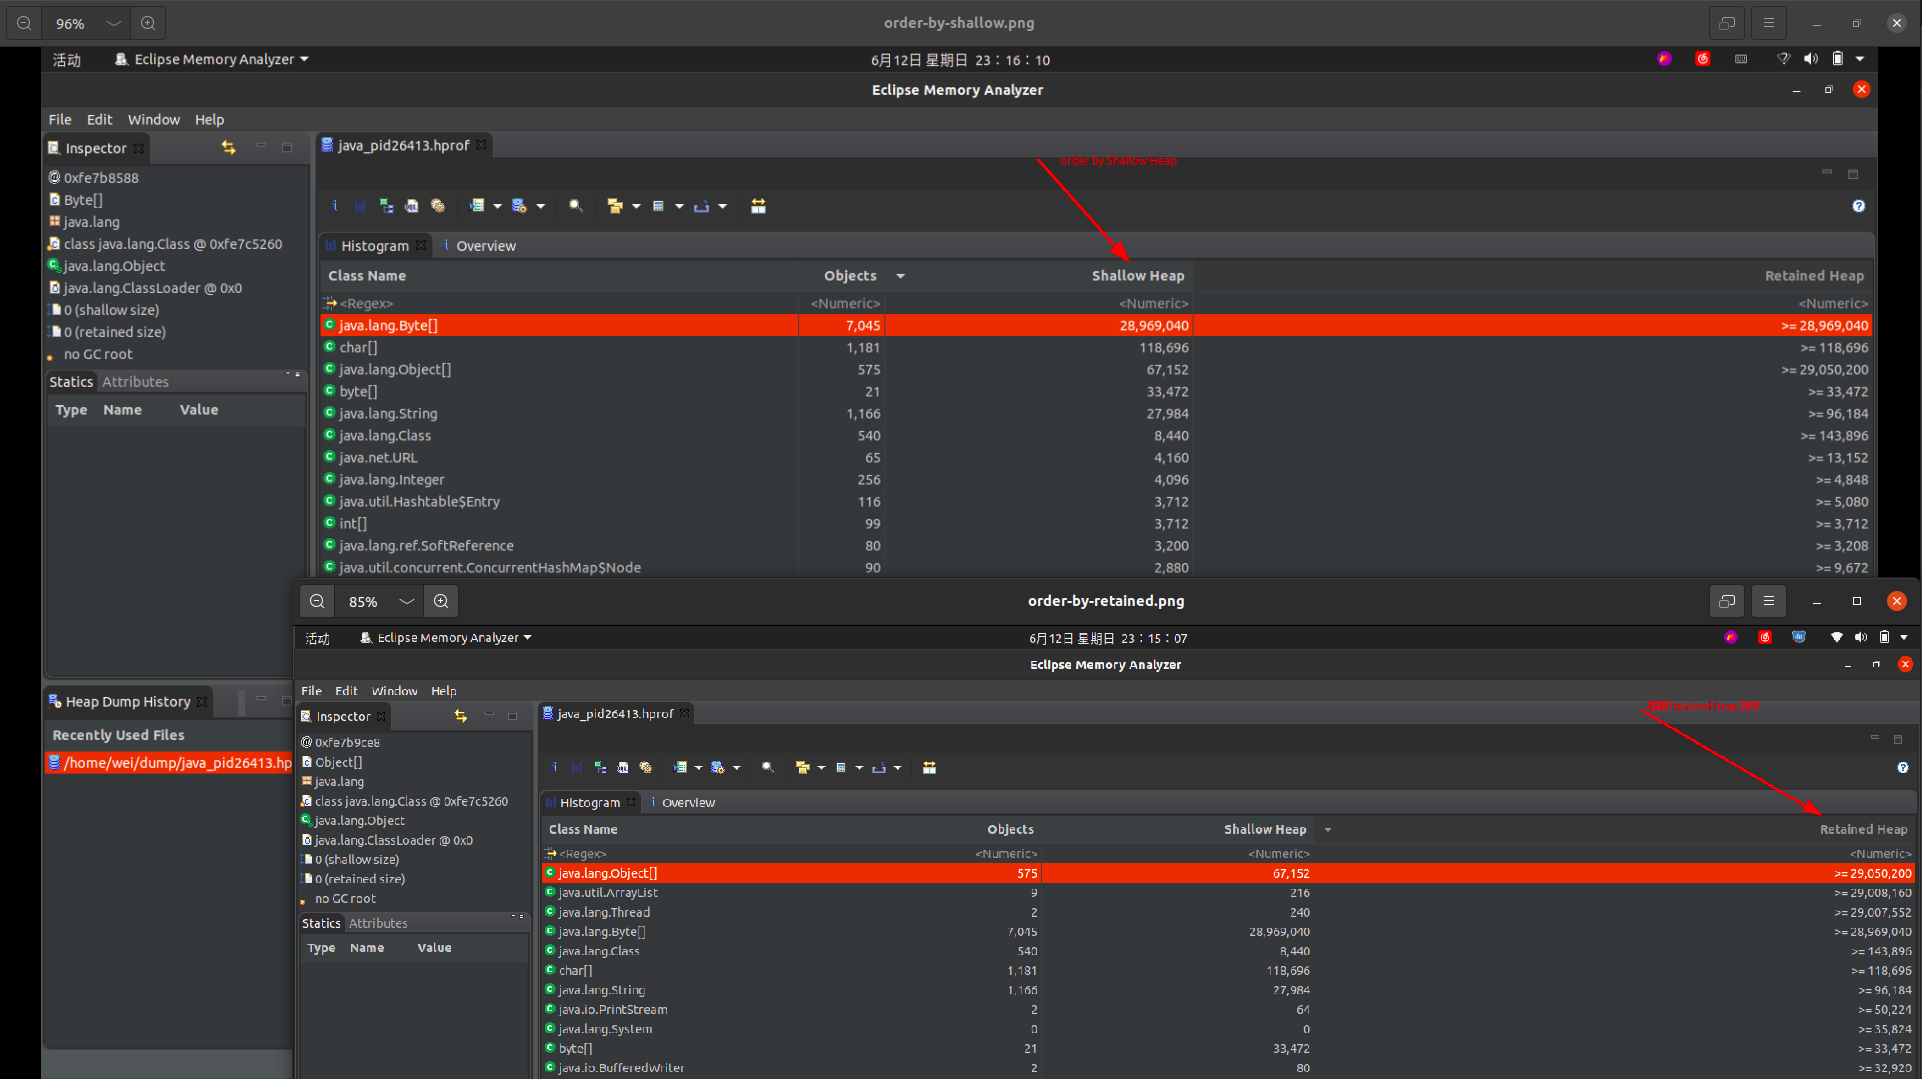 96%
order-by-shallow.png
活动
Eclipse Memory Analyzer
6月12日 星期日 23：16：10
Eclipse Memory Analyzer
File Edit Window Help
Inspector
java_pid26413.hprof
order by Shallow Heap
@ 0xfe7b8588
Byte[]
java.lang
class java.lang.Class @ 0xfe7c5260
java.lang.Object
java.lang.ClassLoader @ 0x0
0 (shallow size)
0 (retained size)
no GC root
Statics Attributes
Type Name Value
Histogram Overview
Class Name Objects Shallow Heap Retained Heap
<Regex> <Numeric> <Numeric> <Numeric>
java.lang.Byte[] 7,045 28,969,040 >= 28,969,040
char[] 1,181 118,696 >= 118,696
java.lang.Object[] 575 67,152 >= 29,050,200
byte[] 21 33,472 >= 33,472
java.lang.String 1,166 27,984 >= 96,184
java.lang.Class 540 8,440 >= 143,896
java.net.URL 65 4,160 >= 13,152
java.lang.Integer 256 4,096 >= 4,848
java.util.Hashtable$Entry 116 3,712 >= 5,080
int[] 99 3,712 >= 3,712
java.lang.ref.SoftReference 80 3,200 >= 3,208
java.util.concurrent.ConcurrentHashMap$Node 90 2,880 >= 9,672
Heap Dump History
Recently Used Files
/home/wei/dump/java_pid26413.hp
85%
order-by-retained.png
活动
Eclipse Memory Analyzer
6月12日 星期日 23：15：07
Eclipse Memory Analyzer
File Edit Window Help
Inspector
java_pid26413.hprof
@ 0xfe7b9ce8
Object[]
java.lang
class java.lang.Class @ 0xfe7c5260
java.lang.Object
java.lang.ClassLoader @ 0x0
0 (shallow size)
0 (retained size)
no GC root
Statics Attributes
Type Name Value
Histogram Overview
Class Name Objects Shallow Heap Retained Heap
<Regex> <Numeric> <Numeric> <Numeric>
java.lang.Object[] 575 67,152 >= 29,050,200
java.util.ArrayList 9 216 >= 29,008,160
java.lang.Thread 2 240 >= 29,007,552
java.lang.Byte[] 7,045 28,969,040 >= 28,969,040
java.lang.Class 540 8,440 >= 143,896
char[] 1,181 118,696 >= 118,696
java.lang.String 1,166 27,984 >= 96,184
java.io.PrintStream 2 64 >= 50,224
java.lang.System 0 0 >= 35,824
byte[] 21 33,472 >= 33,472
java.io.BufferedWriter 2 80 >= 32,920